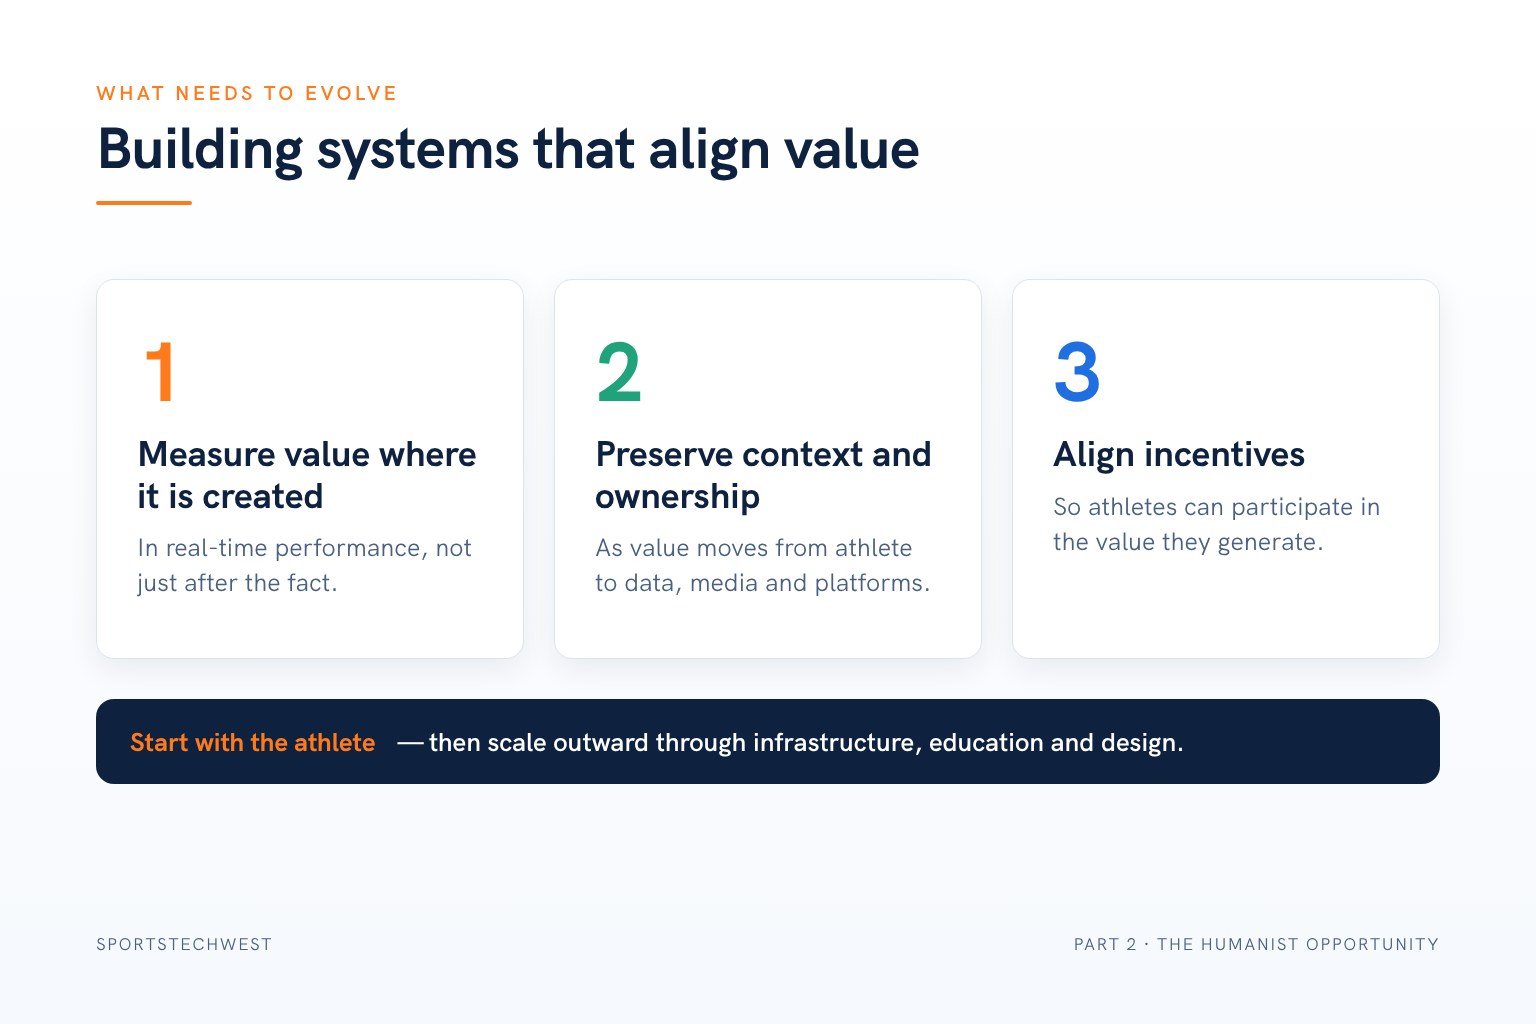 WHAT NEEDS TO EVOLVE
Building systems that align value
1
Measure value where
it is created
In real-time performance, not
just after the fact.
2
Preserve context and
ownership
As value moves from athlete
to data, media and platforms.
3
Align incentives
So athletes can participate in
the value they generate.
Start with the athlete — then scale outward through infrastructure, education and design.
SPORTSTECHWEST
PART 2 · THE HUMANIST OPPORTUNITY